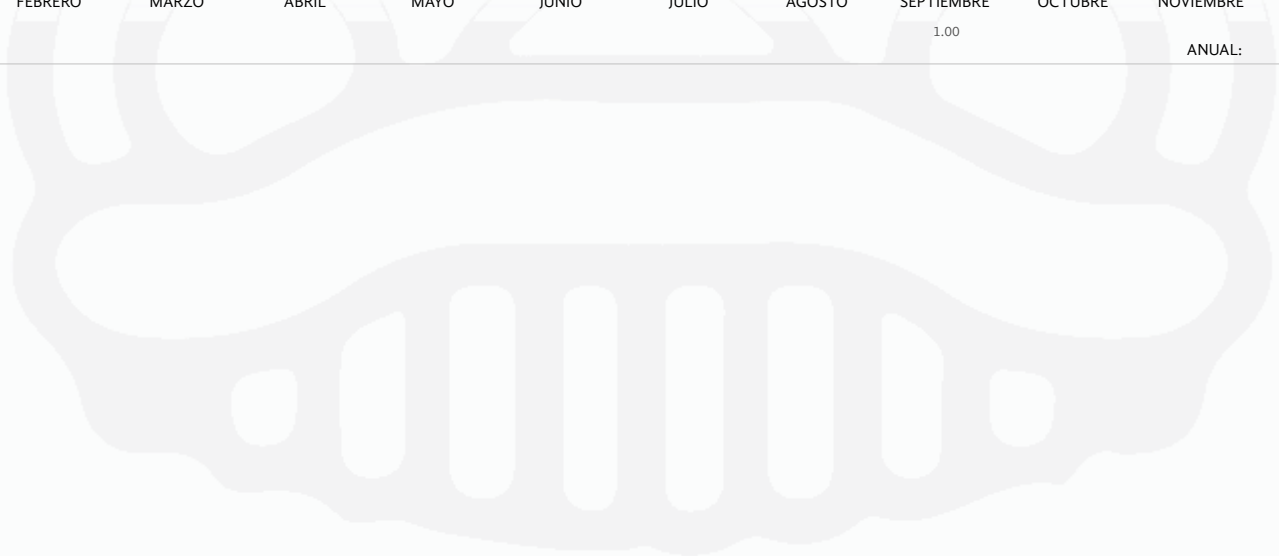 FEBRERO MARZO ABRIL MAYO JUNIO JULIO AGOSTO SEPTIEMBRE OCTUBRE NOVIEMBRE
1.00
ANUAL: